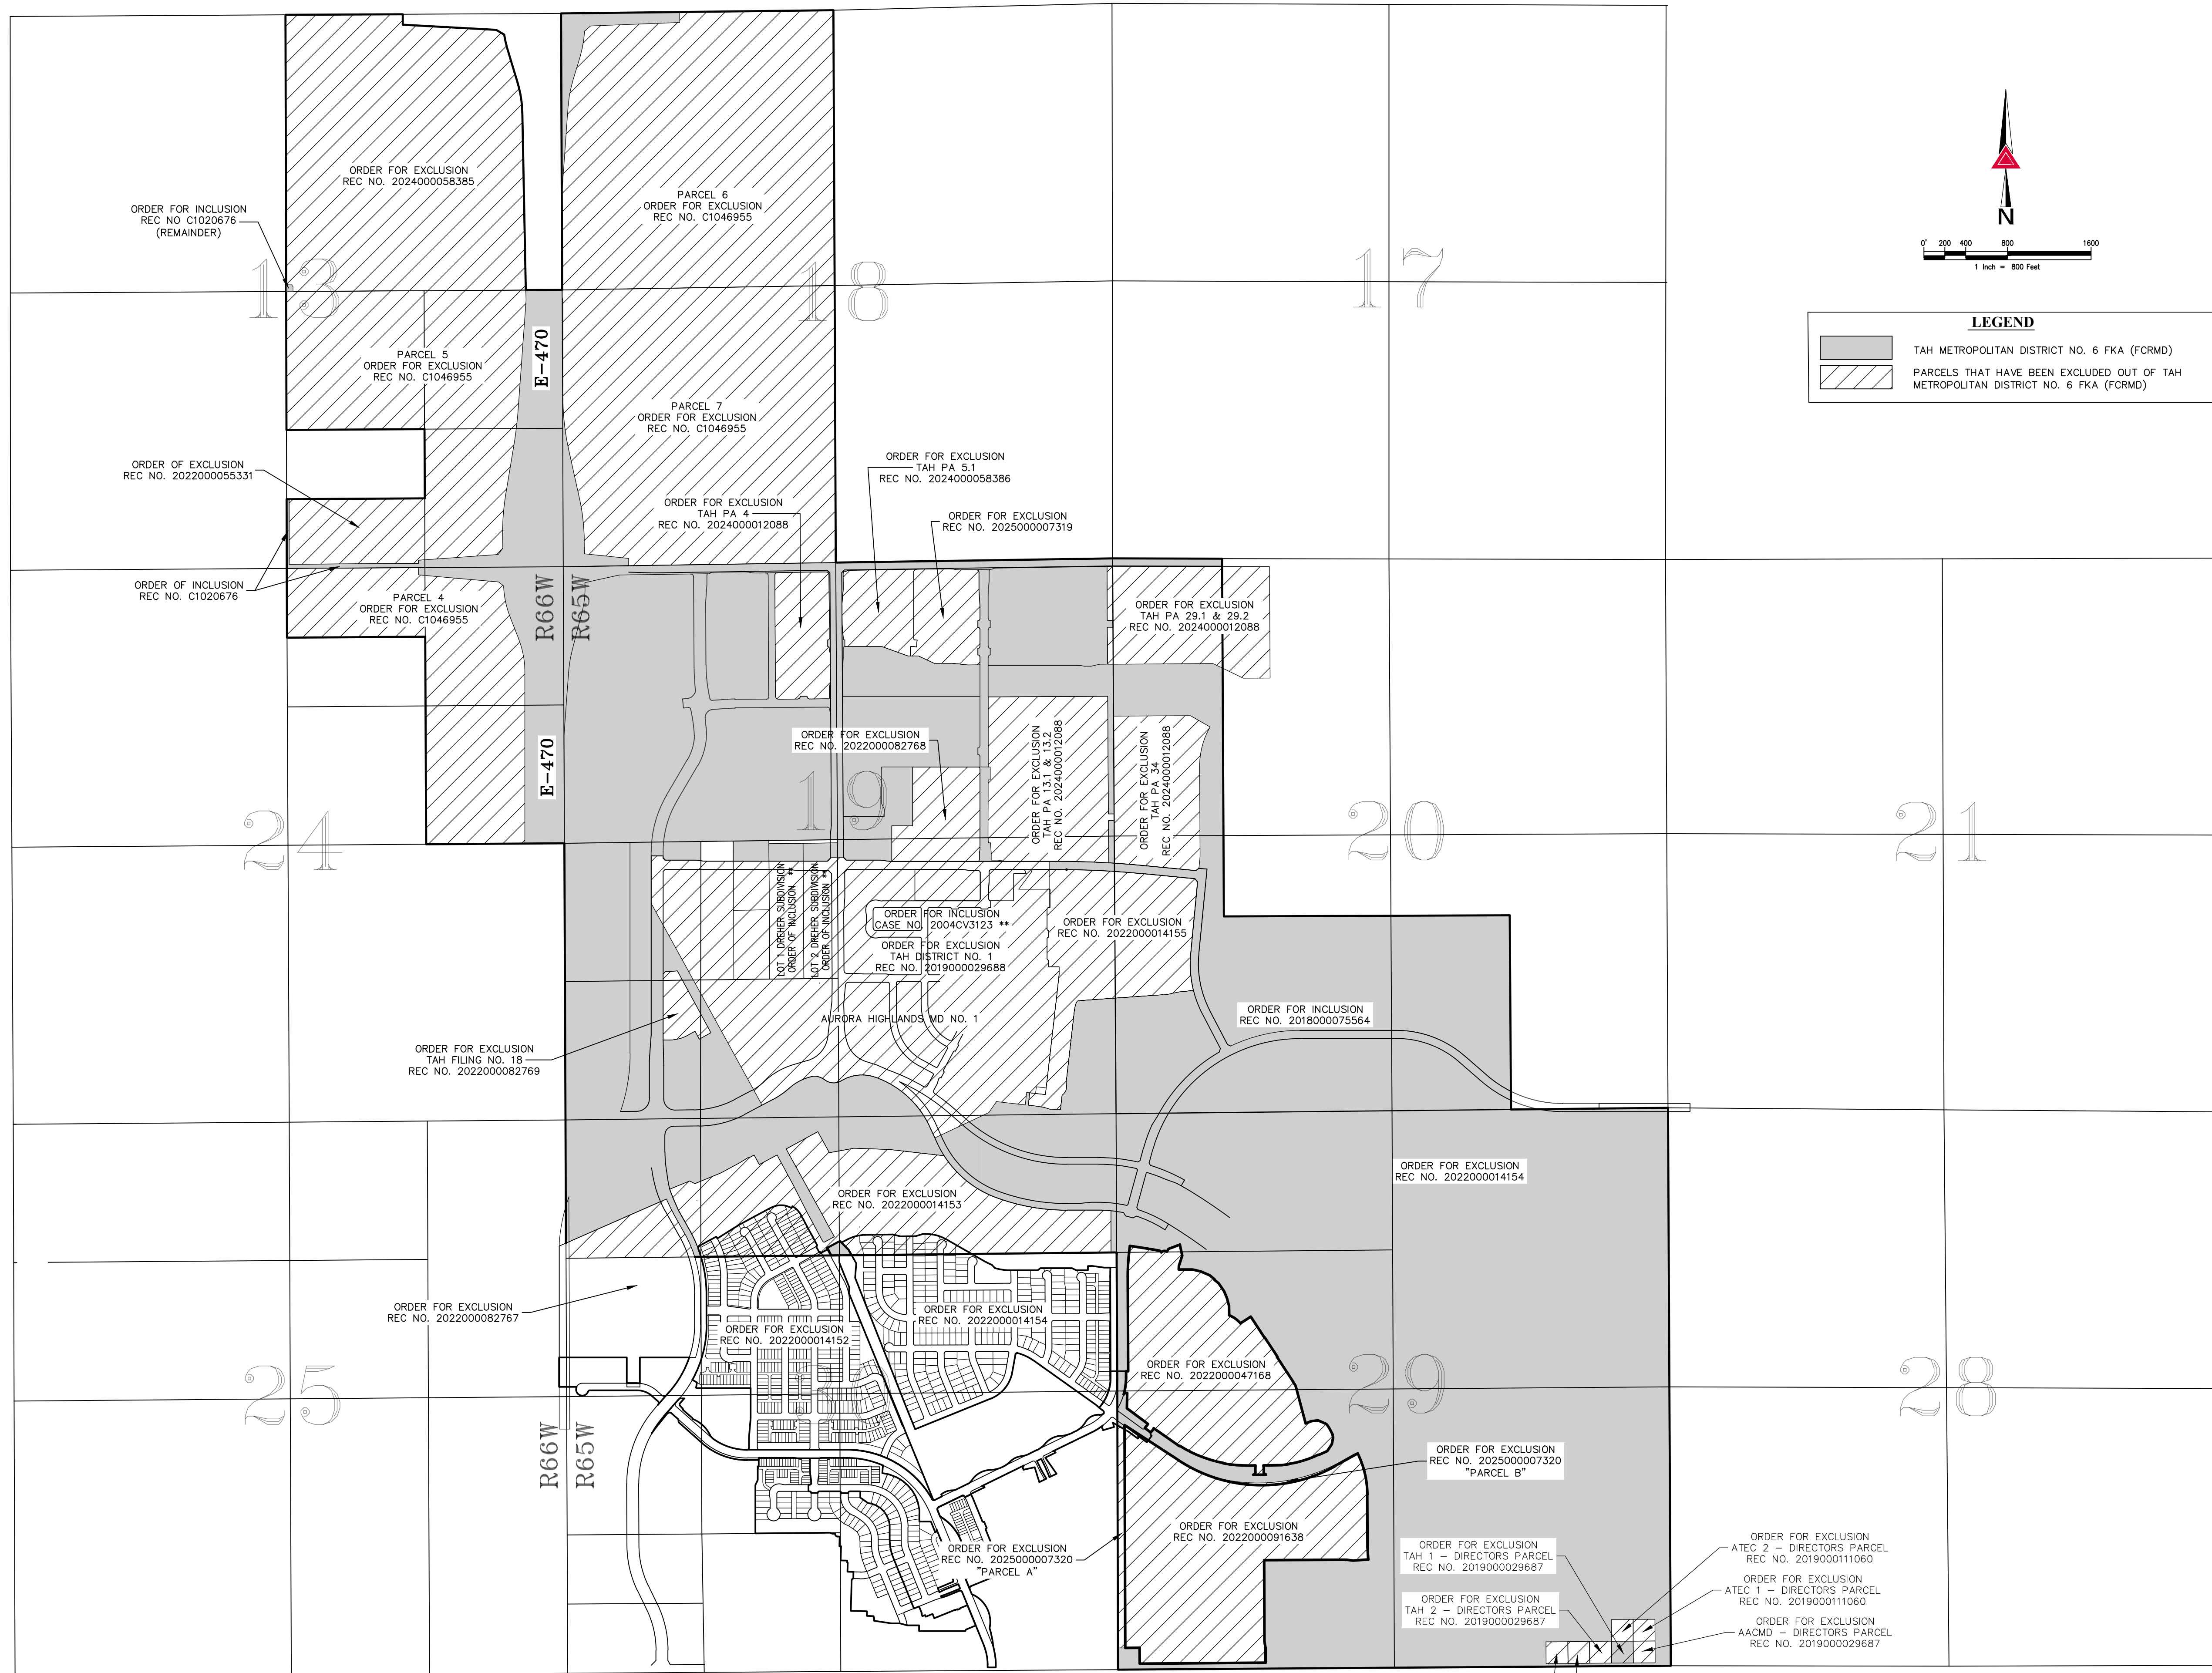 ORDER FOR EXCLUSION
REC NO. 2024000058385
ORDER FOR INCLUSION
REC NO C1020676
(REMAINDER)
PARCEL 6
ORDER FOR EXCLUSION
REC NO. C1046955
N
0' 200 400 800 1600
1 Inch = 800 Feet
13
18
17
LEGEND
TAH METROPOLITAN DISTRICT NO. 6 FKA (FCRMD)
PARCELS THAT HAVE BEEN EXCLUDED OUT OF TAH
METROPOLITAN DISTRICT NO. 6 FKA (FCRMD)
E-470
PARCEL 5
ORDER FOR EXCLUSION
REC NO. C1046955
PARCEL 7
ORDER FOR EXCLUSION
REC NO. C1046955
ORDER OF EXCLUSION
REC NO. 2022000055331
ORDER FOR EXCLUSION
TAH PA 5.1
REC NO. 2024000058386
ORDER FOR EXCLUSION
TAH PA 4
REC NO. 2024000012088
ORDER FOR EXCLUSION
REC NO. 2025000007319
ORDER OF INCLUSION
REC NO. C1020676
PARCEL 4
ORDER FOR EXCLUSION
REC NO. C1046955
R66W
R65W
ORDER FOR EXCLUSION
TAH PA 29.1 & 29.2
REC NO. 2024000012088
E-470
ORDER FOR EXCLUSION
REC NO. 2022000082768
ORDER FOR EXCLUSION
TAH PA 13.1 & 13.2
REC NO. 2024000012088
ORDER FOR EXCLUSION
TAH PA 34
REC NO. 2024000012088
24
19
20
21
LOT 1 DREHER SUBDIVISION
ORDER OF INCLUSION **
LOT 2 DREHER SUBDIVISION
ORDER OF INCLUSION **
ORDER FOR INCLUSION
CASE NO. 2004CV3123 **
ORDER FOR EXCLUSION
TAH DISTRICT NO. 1
REC NO. 2019000029688
ORDER FOR EXCLUSION
REC NO. 2022000014155
AURORA HIGHLANDS MD NO. 1
ORDER FOR INCLUSION
REC NO. 2018000075564
ORDER FOR EXCLUSION
TAH FILING NO. 18
REC NO. 2022000082769
ORDER FOR EXCLUSION
REC NO. 2022000014154
ORDER FOR EXCLUSION
REC NO. 2022000014153
ORDER FOR EXCLUSION
REC NO. 2022000082767
ORDER FOR EXCLUSION
REC NO. 2022000014152
ORDER FOR EXCLUSION
REC NO. 2022000014154
ORDER FOR EXCLUSION
REC NO. 2022000047168
25
29
28
R66W
R65W
ORDER FOR EXCLUSION
REC NO. 2025000007320
"PARCEL B"
ORDER FOR EXCLUSION
REC NO. 2022000091638
ORDER FOR EXCLUSION
REC NO. 2025000007320
"PARCEL A"
ORDER FOR EXCLUSION
TAH 1 - DIRECTORS PARCEL
REC NO. 2019000029687
ORDER FOR EXCLUSION
TAH 2 - DIRECTORS PARCEL
REC NO. 2019000029687
ORDER FOR EXCLUSION
ATEC 2 - DIRECTORS PARCEL
REC NO. 2019000111060
ORDER FOR EXCLUSION
ATEC 1 - DIRECTORS PARCEL
REC NO. 2019000111060
ORDER FOR EXCLUSION
AACMD - DIRECTORS PARCEL
REC NO. 2019000029687